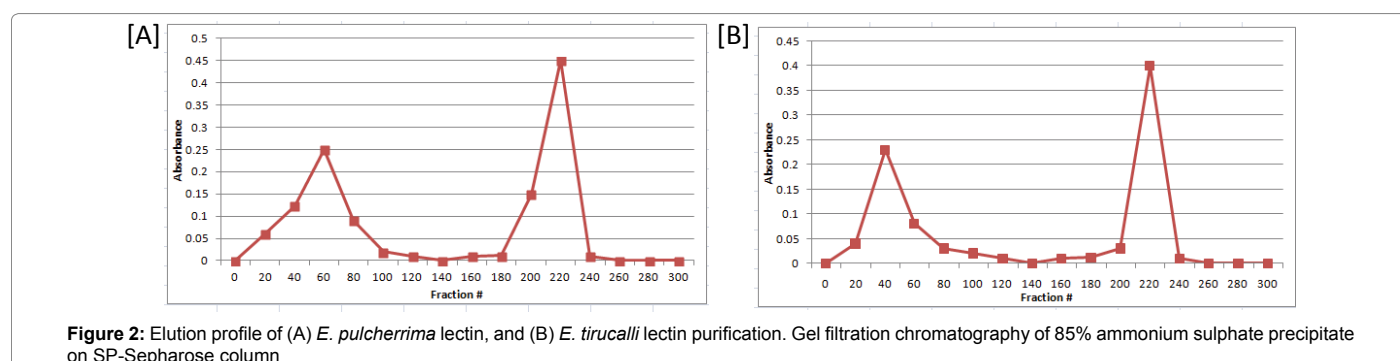 [A]
0.5
0.45
0.4
0.35
0.3
0.25
0.2
0.15
0.1
0.05
0
Absorbance
0 20 40 60 80 100 120 140 160 180 200 220 240 260 280 300
Fraction #
[B]
0.45
0.4
0.35
0.3
0.25
0.2
0.15
0.1
0.05
0
Absorbance
0 20 40 60 80 100 120 140 160 180 200 220 240 260 280 300
Fraction #
Figure 2: Elution profile of (A) E. pulcherrima lectin, and (B) E. tirucalli lectin purification. Gel filtration chromatography of 85% ammonium sulphate precipitate
on SP-Sepharose column